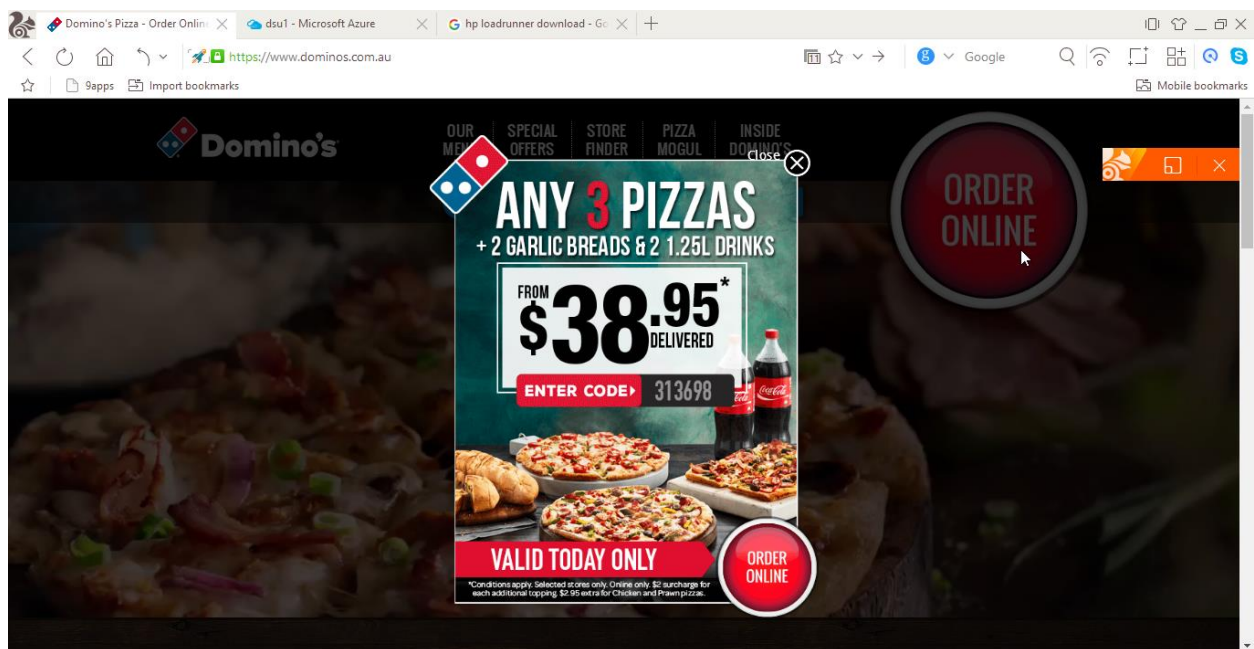 Domino's Pizza - Order Onlin
dsu1 - Microsoft Azure
hp loadrunner download - Go
https://www.dominos.com.au
Google
9apps
Import bookmarks
Mobile bookmarks
Domino's
OUR MENU
SPECIAL OFFERS
STORE FINDER
PIZZA MOGUL
INSIDE DOMINO'S
Close
ORDER
ONLINE
ANY 3 PIZZAS
+ 2 GARLIC BREADS & 2 1.25L DRINKS
FROM
$38.95*
DELIVERED
ENTER CODE 313698
Coca-Cola
VALID TODAY ONLY
ORDER
ONLINE
*Conditions apply. Selected stores only. Online only. $2 surcharge for
each additional topping. $2.95 extra for Chicken and Prawn pizzas.